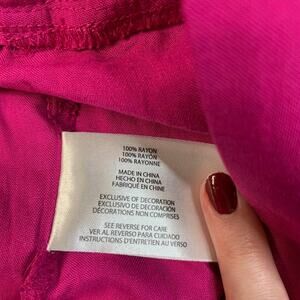 100% RAYON
100% RAYÓN
100% RAYONNE
MADE IN CHINA
HECHO EN CHINA
FABRIQUÉ EN CHINE
EXCLUSIVE OF DECORATION
EXCLUSIVO DE DECORACIÓN
DÉCORATIONS NON COMPRISES
SEE REVERSE FOR CARE
VER AL REVERSO PARA CUIDADO
INSTRUCTIONS D'ENTRETIEN AU VERSO